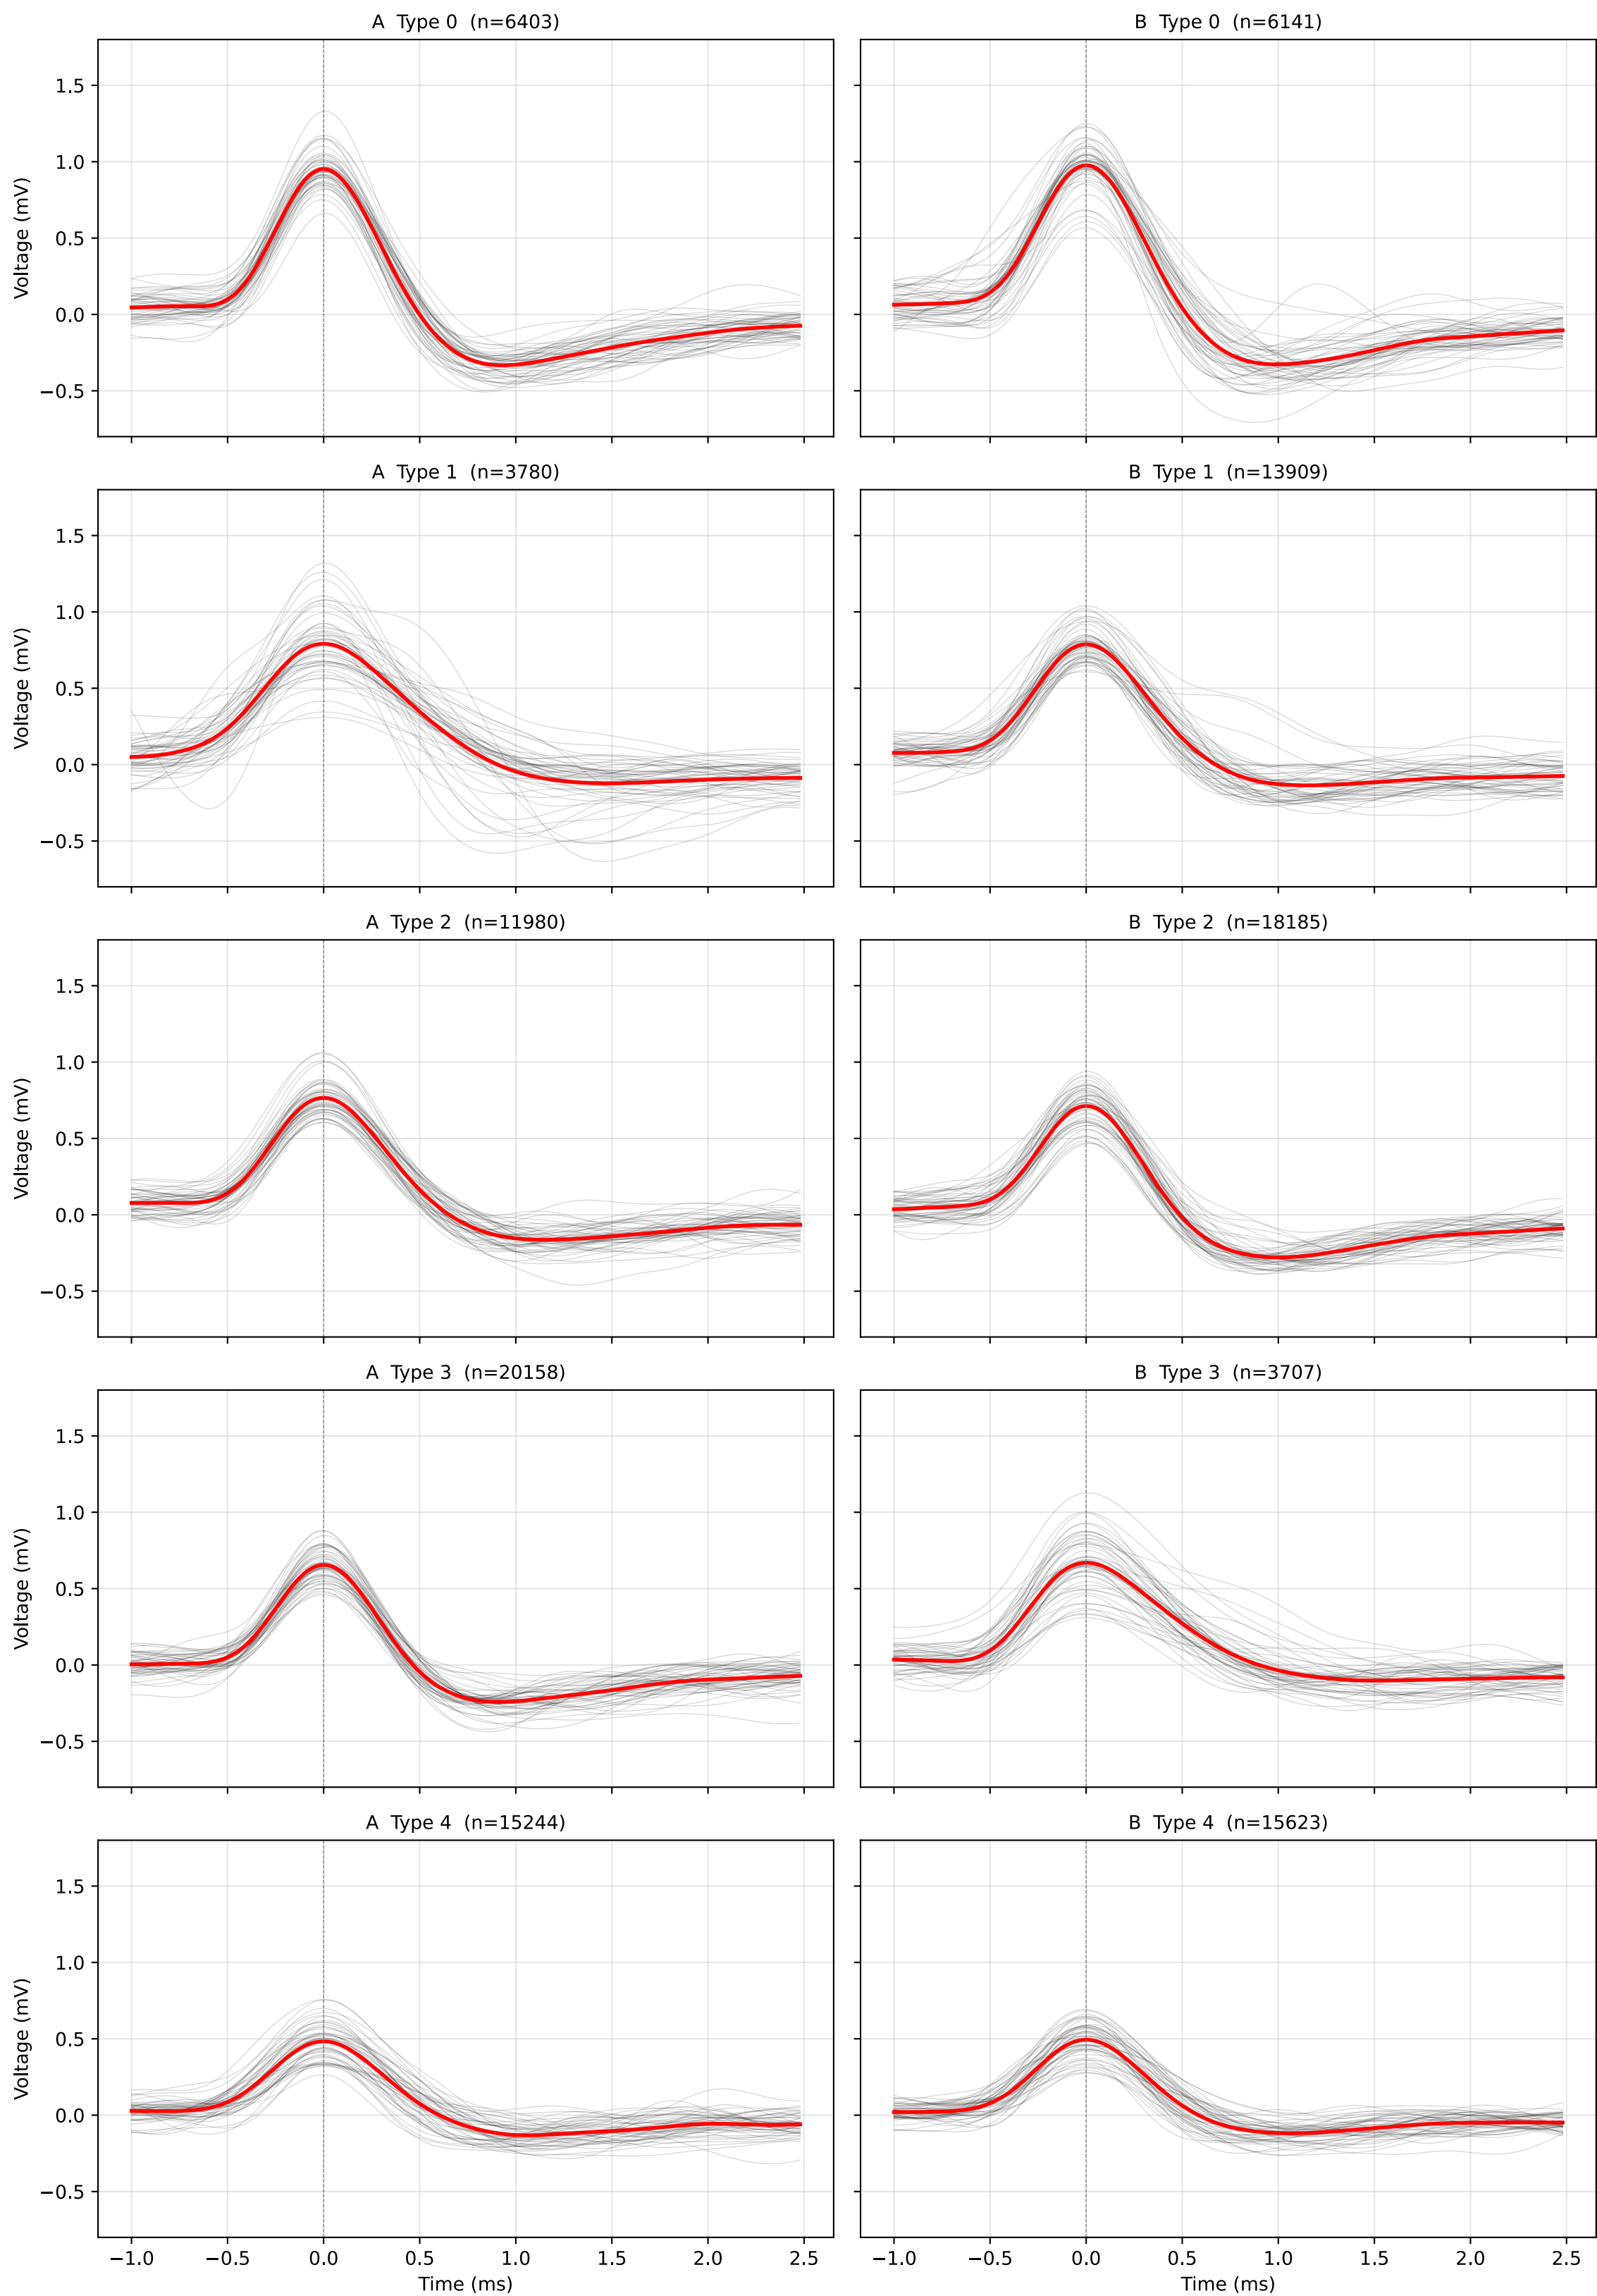 A  Type 0  (n=6403)
B  Type 0  (n=6141)
Voltage (mV)
1.5
1.0
0.5
0.0
−0.5
A  Type 1  (n=3780)
B  Type 1  (n=13909)
Voltage (mV)
1.5
1.0
0.5
0.0
−0.5
A  Type 2  (n=11980)
B  Type 2  (n=18185)
Voltage (mV)
1.5
1.0
0.5
0.0
−0.5
A  Type 3  (n=20158)
B  Type 3  (n=3707)
Voltage (mV)
1.5
1.0
0.5
0.0
−0.5
A  Type 4  (n=15244)
B  Type 4  (n=15623)
Voltage (mV)
1.5
1.0
0.5
0.0
−0.5
−1.0 −0.5 0.0 0.5 1.0 1.5 2.0 2.5
−1.0 −0.5 0.0 0.5 1.0 1.5 2.0 2.5
Time (ms)
Time (ms)